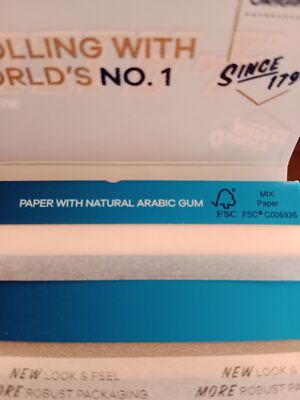 OLLING WITH
ORLD'S NO. 1
SINCE 179
PAPER WITH NATURAL ARABIC GUM
FSC
MIX
Paper
FSC® C006936
NEW LOOK & FEEL
MORE ROBUST PACKAGING
NEW LOOK &
MORE ROBUST P